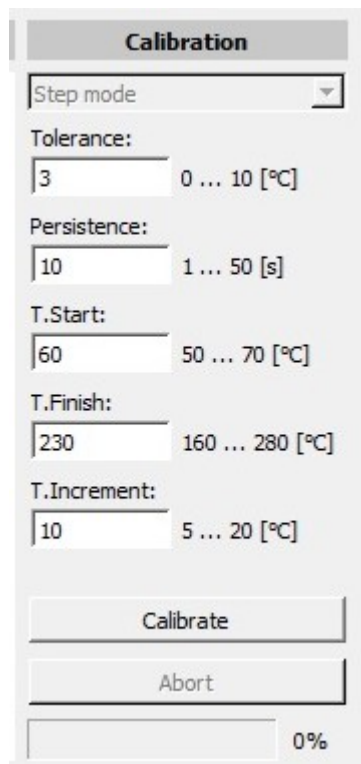 Calibration
Step mode
Tolerance:
3 0 ... 10 [°C]
Persistence:
10 1 ... 50 [s]
T.Start:
60 50 ... 70 [°C]
T.Finish:
230 160 ... 280 [°C]
T.Increment:
10 5 ... 20 [°C]
Calibrate
Abort
0%